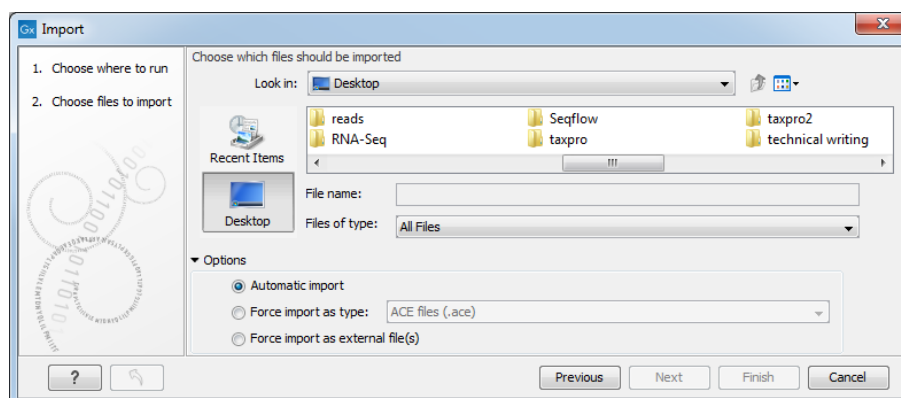 Gx Import
1. Choose where to run
2. Choose files to import
Choose which files should be imported
Look in: Desktop
Recent Items
Desktop
reads
RNA-Seq
Seqflow
taxpro
taxpro2
technical writing
File name:
Files of type: All Files
Options
Automatic import
Force import as type: ACE files (.ace)
Force import as external file(s)
?
Previous
Next
Finish
Cancel